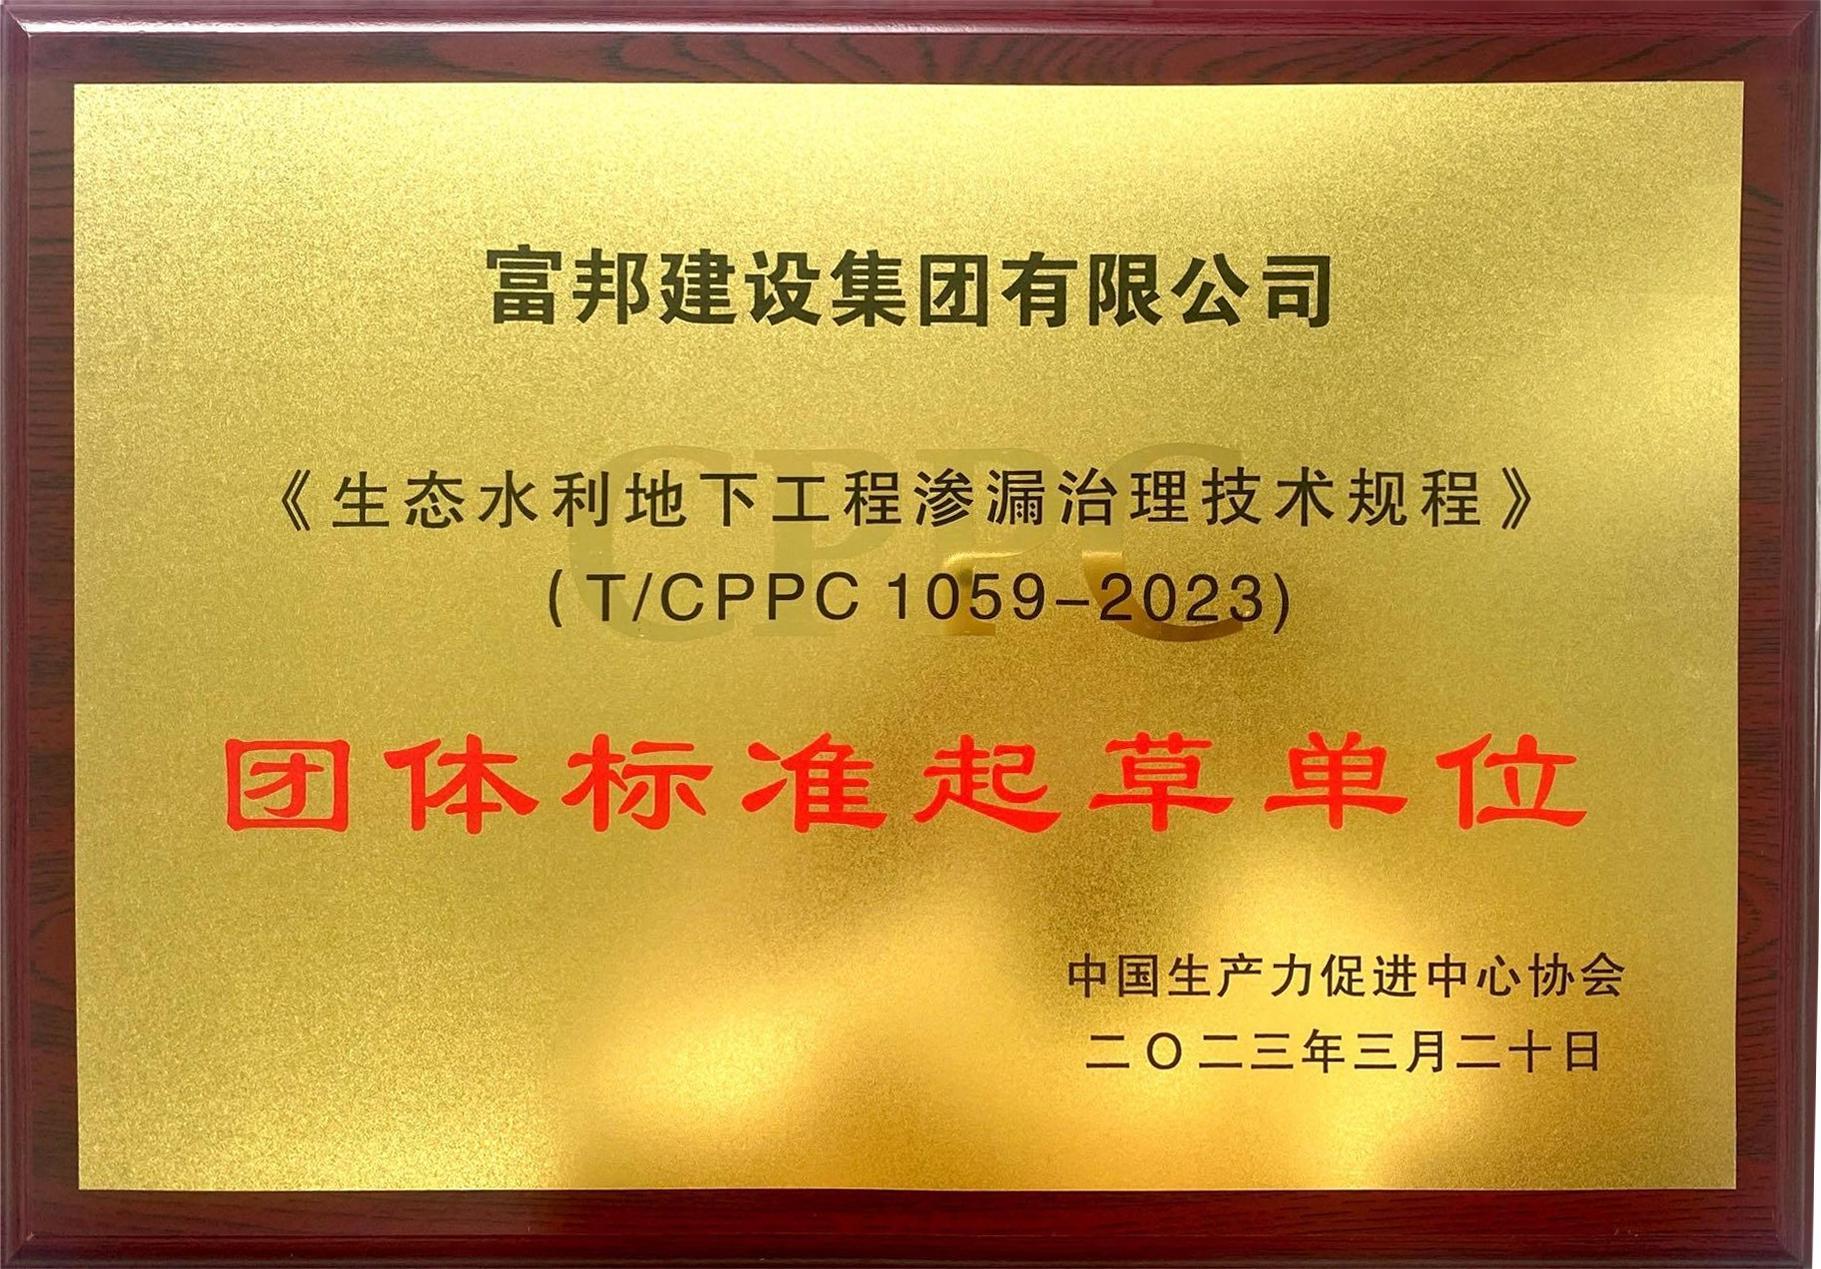 富邦建设集团有限公司
CPPC
《生态水利地下工程渗漏治理技术规程》
(T/CPPC 1059-2023)
团体标准起草单位
中国生产力促进中心协会
二〇二三年三月二十日